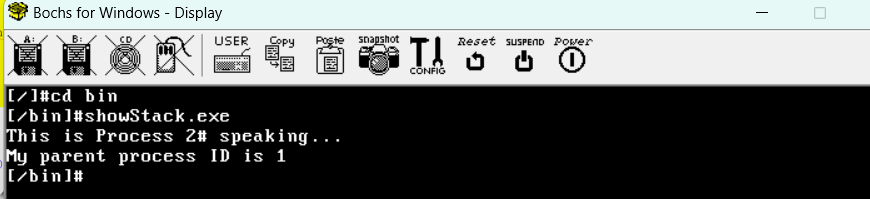 Bochs for Windows - Display
A: B: CD USER Copy Paste snapshot CONFIG Reset SUSPEND Power
[/]#cd bin
[/bin]#showStack.exe
This is Process 2# speaking...
My parent process ID is 1
[/bin]#